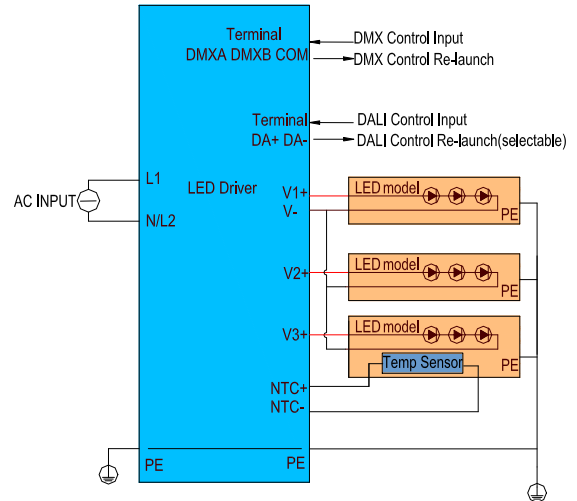 Terminal
DMXA DMXB COM
DMX Control Input
DMX Control Re-launch
Terminal
DA+ DA-
DALI Control Input
DALI Control Re-launch(selectable)
AC INPUT
L1
N/L2
LED Driver
V1+
V-
LED model
PE
V2+
LED model
PE
V3+
LED model
PE
Temp Sensor
NTC+
NTC-
PE
PE